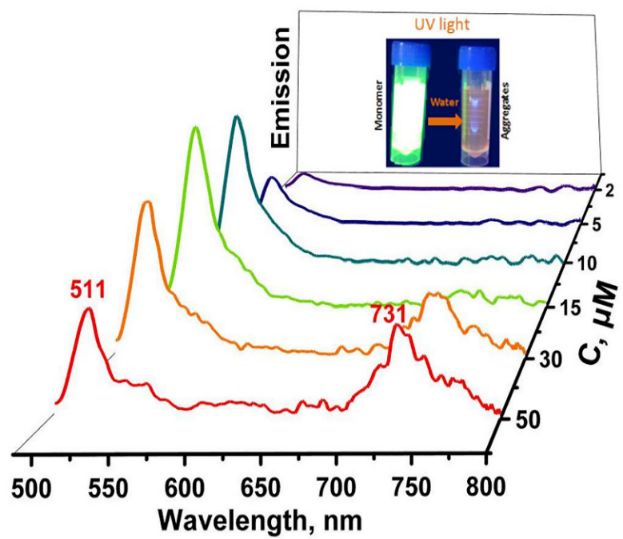 UV light
Emission
Monomer
Water
Aggregates
511
731
2
5
10
15
30
50
C, μM
500 550 600 650 700 750 800
Wavelength, nm